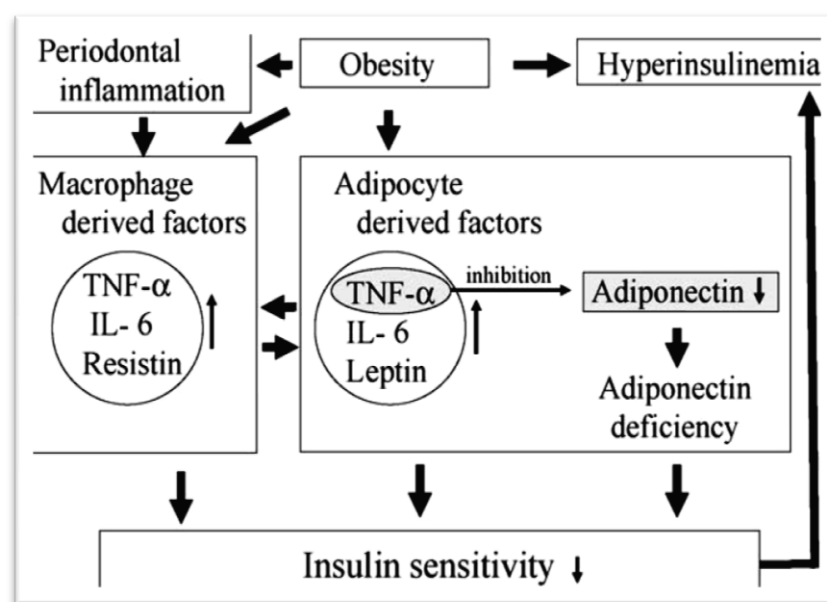 Periodontal
inflammation
Obesity
Hyperinsulinemia
Macrophage
derived factors
TNF-α
IL- 6
Resistin
Adipocyte
derived factors
TNF-α
IL- 6
Leptin
inhibition
Adiponectin ↓
Adiponectin
deficiency
Insulin sensitivity ↓